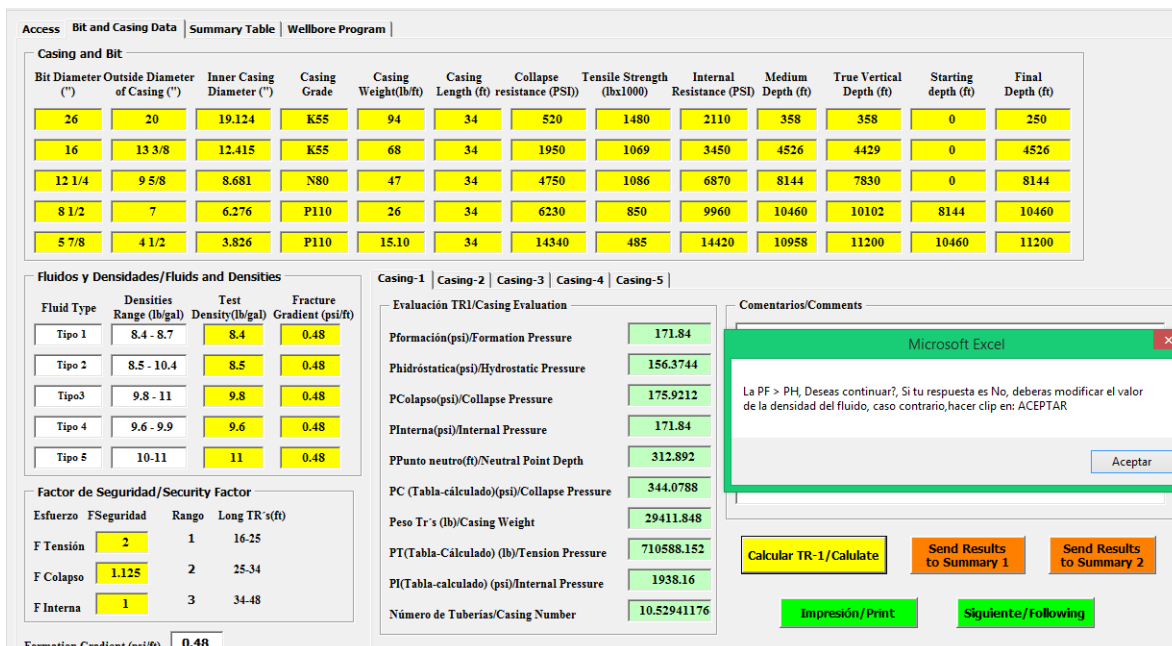 Access Bit and Casing Data Summary Table Wellbore Program
Casing and Bit
Bit Diameter (") Outside Diameter of Casing (") Inner Casing Diameter (") Casing Grade Casing Weight(lb/ft) Casing Length (ft) Collapse resistance (PSI)) Tensile Strength (lbx1000) Internal Resistance (PSI) Medium Depth (ft) True Vertical Depth (ft) Starting depth (ft) Final Depth (ft)
26 20 19.124 K55 94 34 520 1480 2110 358 358 0 250
16 13 3/8 12.415 K55 68 34 1950 1069 3450 4526 4429 0 4526
12 1/4 9 5/8 8.681 N80 47 34 4750 1086 6870 8144 7830 0 8144
8 1/2 7 6.276 P110 26 34 6230 850 9960 10460 10102 8144 10460
5 7/8 4 1/2 3.826 P110 15.10 34 14340 485 14420 10958 11200 10460 11200
Fluidos y Densidades/Fluids and Densities
Fluid Type Densities Range (lb/gal) Test Density(lb/gal) Fracture Gradient (psi/ft)
Tipo 1 8.4 - 8.7 8.4 0.48
Tipo 2 8.5 - 10.4 8.5 0.48
Tipo3 9.8 - 11 9.8 0.48
Tipo 4 9.6 - 9.9 9.6 0.48
Tipo 5 10-11 11 0.48
Factor de Seguridad/Security Factor
Esfuerzo FSeguridad Rango Long TR´s(ft)
F Tensión 2 1 16-25
F Colapso 1.125 2 25-34
F Interna 1 3 34-48
Formation Gradient (psi/ft) 0.48
Casing-1 Casing-2 Casing-3 Casing-4 Casing-5
Evaluación TR1/Casing Evaluation
Pformación(psi)/Formation Pressure 171.84
Phidróstatica(psi)/Hydrostatic Pressure 156.3744
PColapso(psi)/Collapse Pressure 175.9212
PInterna(psi)/Internal Pressure 171.84
PPunto neutro(ft)/Neutral Point Depth 312.892
PC (Tabla-cálculado)(psi)/Collapse Pressure 344.0788
Peso Tr´s (lb)/Casing Weight 29411.848
PT(Tabla-Cálculado) (lb)/Tension Pressure 710588.152
PI(Tabla-calculado) (psi)/Internal Pressure 1938.16
Número de Tuberías/Casing Number 10.52941176
Comentarios/Comments
Microsoft Excel
La PF > PH, Deseas continuar?, Si tu respuesta es No, deberas modificar el valor
de la densidad del fluido, caso contrario,hacer clip en: ACEPTAR
Aceptar
Calcular TR-1/Calulate
Send Results to Summary 1
Send Results to Summary 2
Impresión/Print
Siguiente/Following